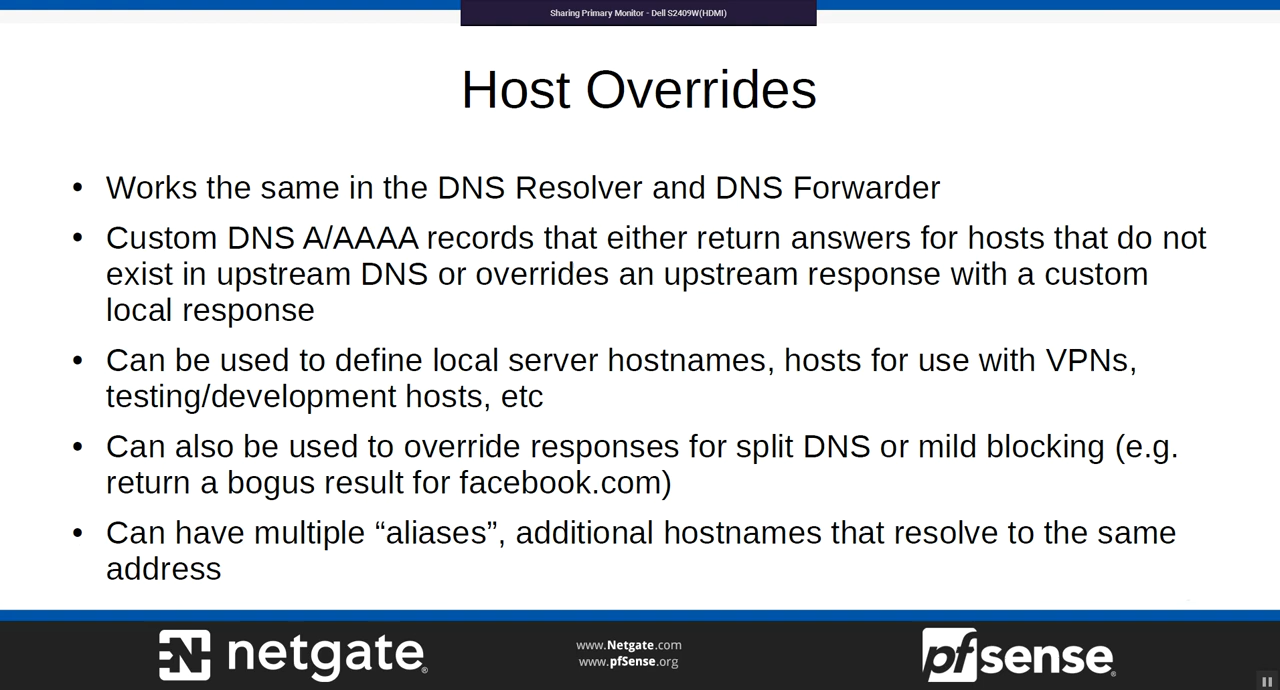 Sharing Primary Monitor - Dell S2409W(HDMI)
Host Overrides
• Works the same in the DNS Resolver and DNS Forwarder
• Custom DNS A/AAAA records that either return answers for hosts that do not
exist in upstream DNS or overrides an upstream response with a custom
local response
• Can be used to define local server hostnames, hosts for use with VPNs,
testing/development hosts, etc
• Can also be used to override responses for split DNS or mild blocking (e.g.
return a bogus result for facebook.com)
• Can have multiple “aliases”, additional hostnames that resolve to the same
address
N netgate®
www.Netgate.com
www.pfSense.org
pfsense®